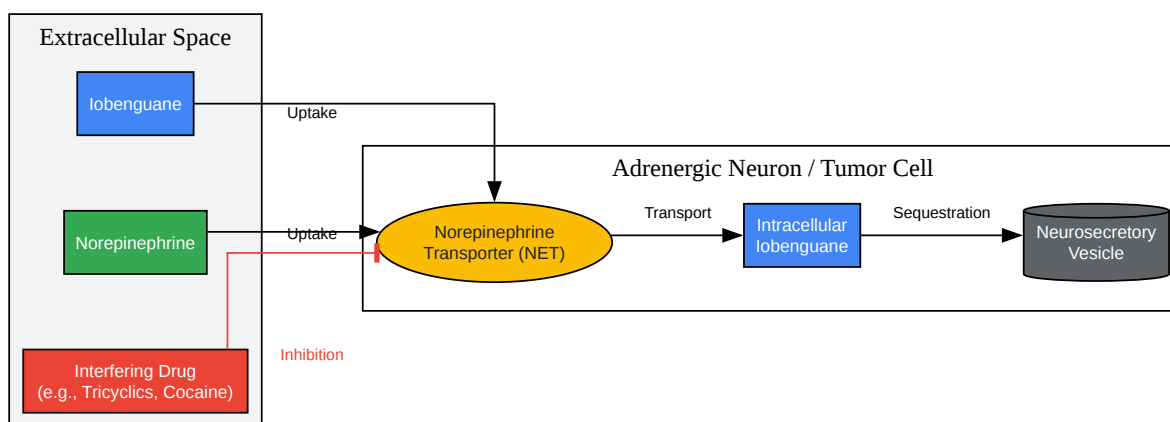 Extracellular Space
Iobenguane
Uptake
Adrenergic Neuron / Tumor Cell
Norepinephrine
Uptake
Norepinephrine
Transporter (NET)
Transport
Intracellular
Iobenguane
Sequestration
Neurosecretory
Vesicle
Inhibition
Interfering Drug
(e.g., Tricyclics, Cocaine)